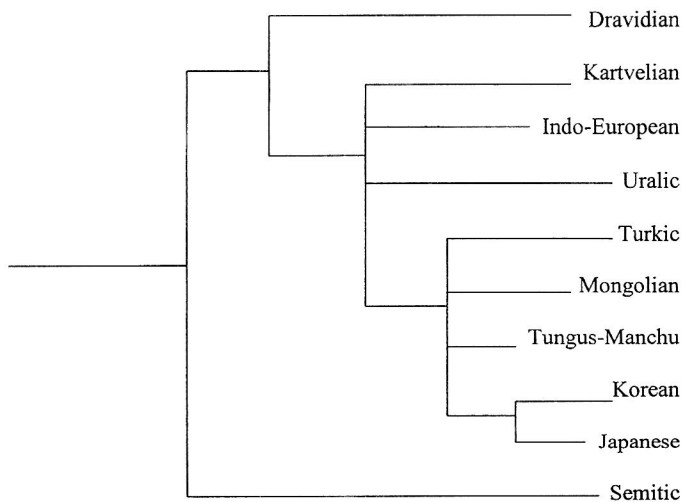 Dravidian
Kartvelian
Indo-European
Uralic
Turkic
Mongolian
Tungus-Manchu
Korean
Japanese
Semitic